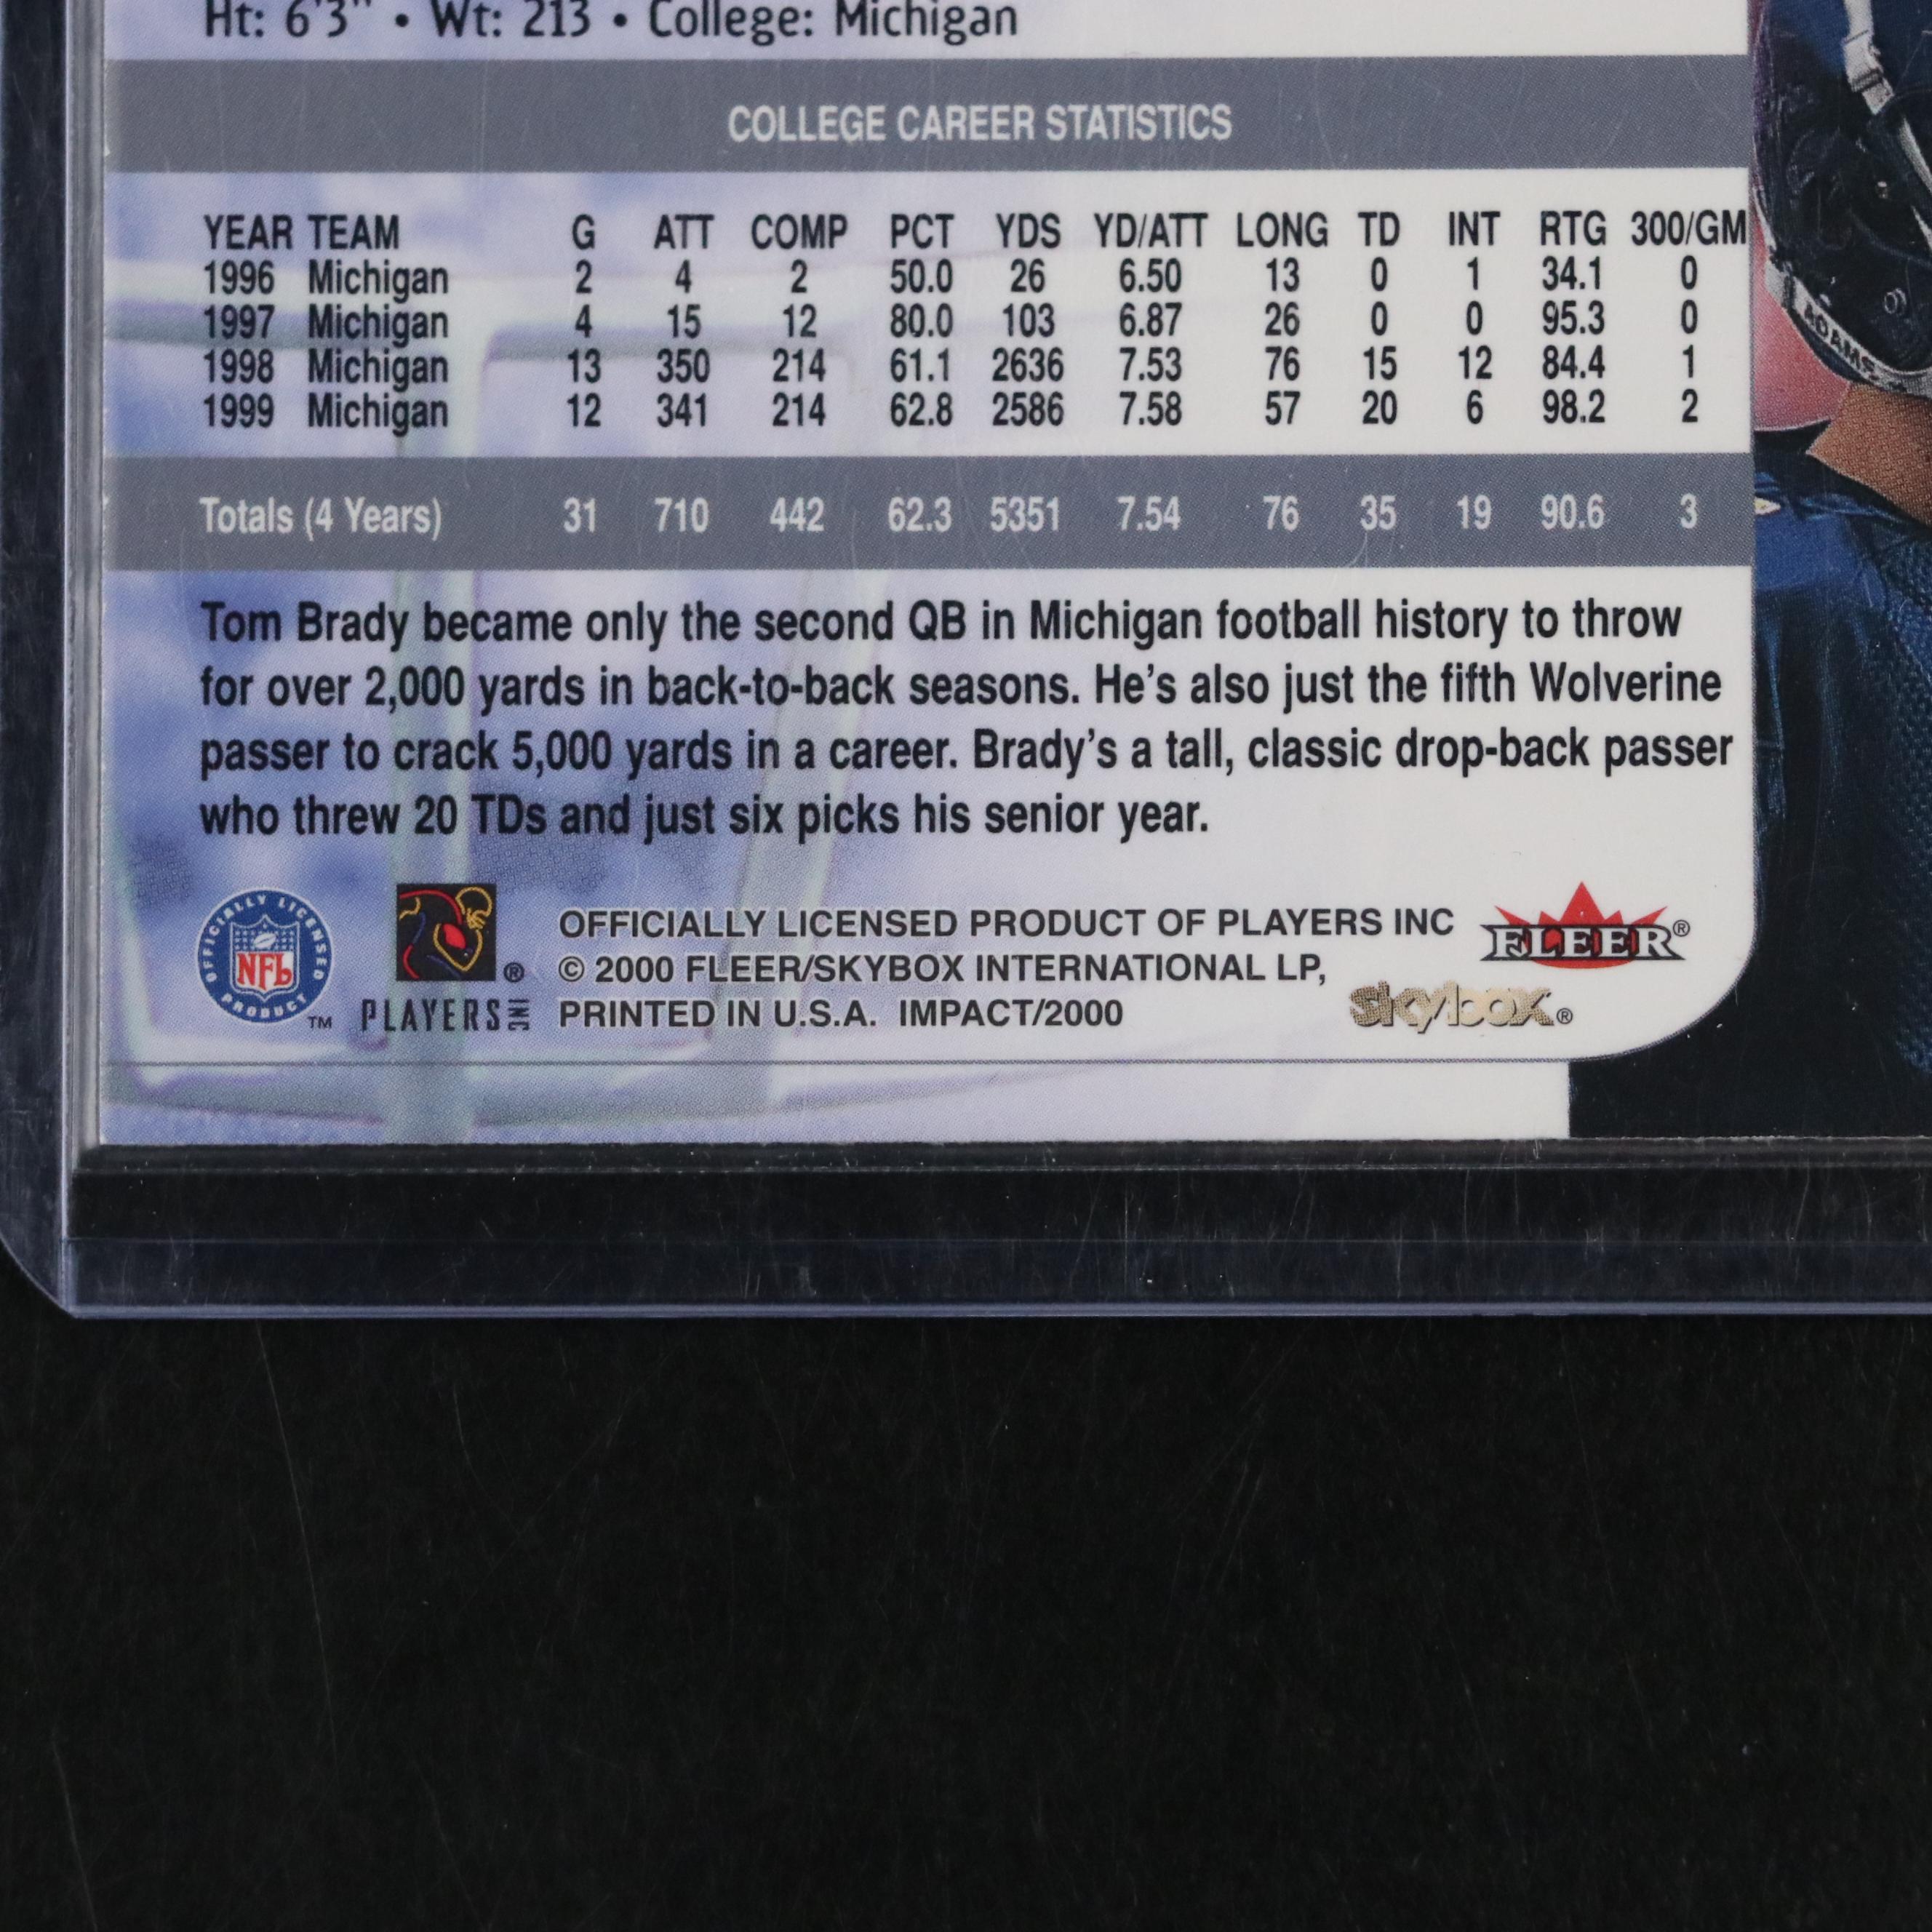 Ht: 6'3" • Wt: 213 • College: Michigan
COLLEGE CAREER STATISTICS
YEAR TEAM G ATT COMP PCT YDS YD/ATT LONG TD INT RTG 300/GM
1996 Michigan 2 4 2 50.0 26 6.50 13 0 1 34.1 0
1997 Michigan 4 15 12 80.0 103 6.87 26 0 0 95.3 0
1998 Michigan 13 350 214 61.1 2636 7.53 76 15 12 84.4 1
1999 Michigan 12 341 214 62.8 2586 7.58 57 20 6 98.2 2
Totals (4 Years) 31 710 442 62.3 5351 7.54 76 35 19 90.6 3
Tom Brady became only the second QB in Michigan football history to throw
for over 2,000 yards in back-to-back seasons. He's also just the fifth Wolverine
passer to crack 5,000 yards in a career. Brady's a tall, classic drop-back passer
who threw 20 TDs and just six picks his senior year.
OFFICIALLY LICENSED PRODUCT
NFL
TM
®
PLAYERS INC
OFFICIALLY LICENSED PRODUCT OF PLAYERS INC
© 2000 FLEER/SKYBOX INTERNATIONAL LP,
PRINTED IN U.S.A. IMPACT/2000
FLEER®
skybox®
ADAMS